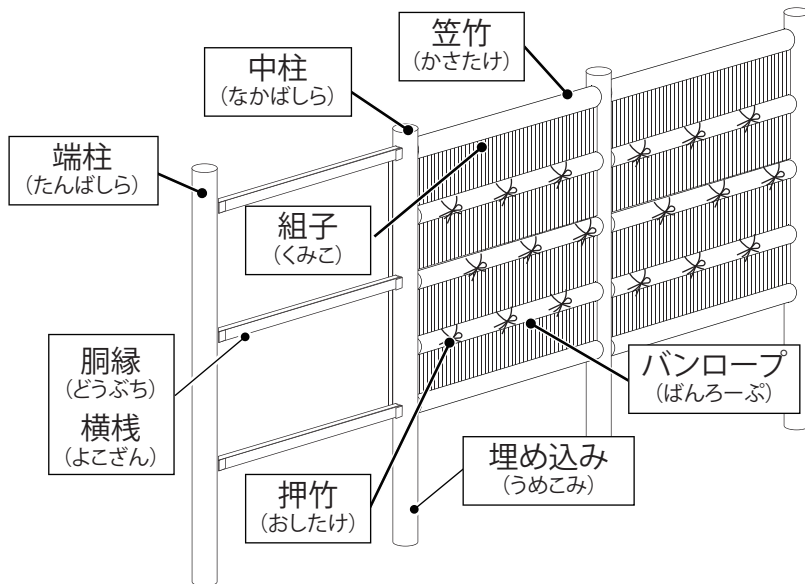 笠竹
(かさたけ)
中柱
(なかばしら)
端柱
(たんばしら)
組子
(くみこ)
胴縁
(どうぶち)
横桟
(よこざん)
バンロープ
(ばんろーぷ)
埋め込み
(うめこみ)
押竹
(おしたけ)